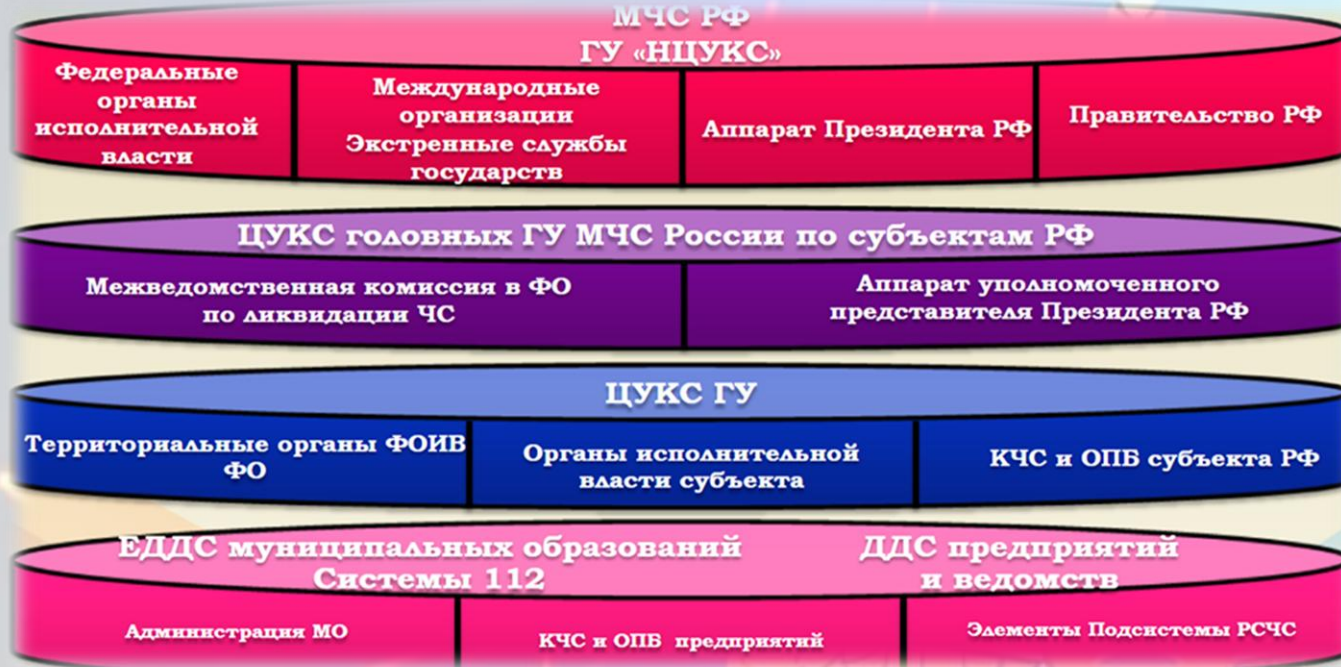 МЧС РФ
ГУ «НЦУКС»
Федеральные
органы
исполнительной
власти
Международные
организации
Экстренные службы
государств
Аппарат Президента РФ
Правительство РФ
ЦУКС головных ГУ МЧС России по субъектам РФ
Межведомственная комиссия в ФО
по ликвидации ЧС
Аппарат уполномоченного
представителя Президента РФ
ЦУКС ГУ
Территориальные органы ФОИВ
ФО
Органы исполнительной
власти субъекта
КЧС и ОПБ субъекта РФ
ЕДДС муниципальных образований
Системы 112
ДДС предприятий
и ведомств
Администрация МО
КЧС и ОПБ предприятий
Элементы Подсистемы РСЧС